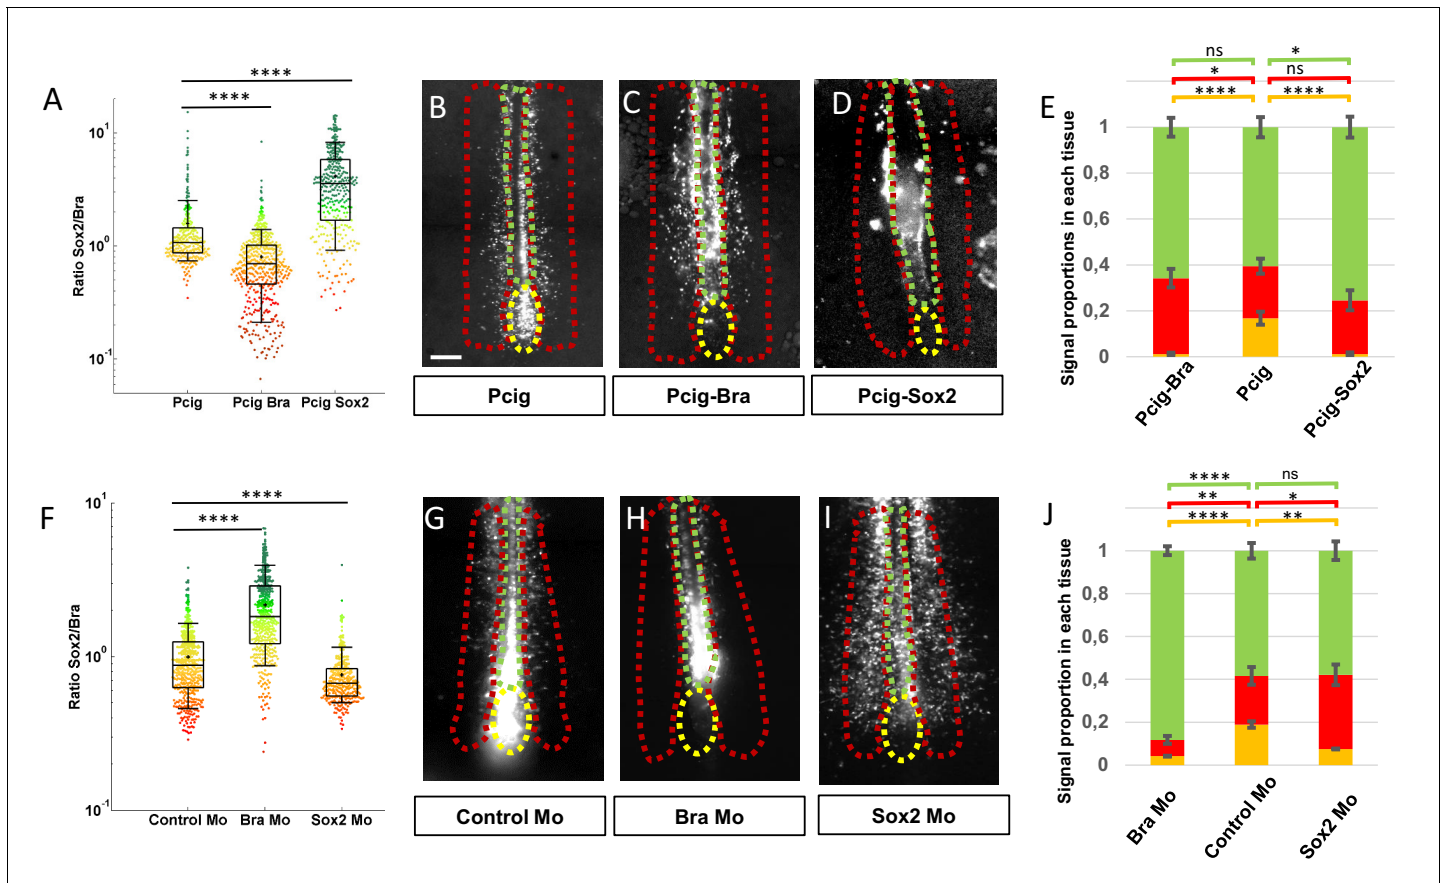 A
**** 
****
Ratio Sox2/Bra
10^1
10^0
10^-1
Pcig Pcig Bra Pcig Sox2
B
C
D
Pcig
Pcig-Bra
Pcig-Sox2
E
ns *
* ns
**** ****
Signal proportions in each tissue
1
0,8
0,6
0,4
0,2
0
Pcig-Bra
Pcig
Pcig-Sox2
F
****
****
Ratio Sox2/Bra
10^1
10^0
10^-1
Control Mo Bra Mo Sox2 Mo
G
H
I
Control Mo
Bra Mo
Sox2 Mo
J
**** ns
** *
**** **
Signal proportion in each tissue
1
0,8
0,6
0,4
0,2
0
Bra Mo
Control Mo
Sox2 Mo